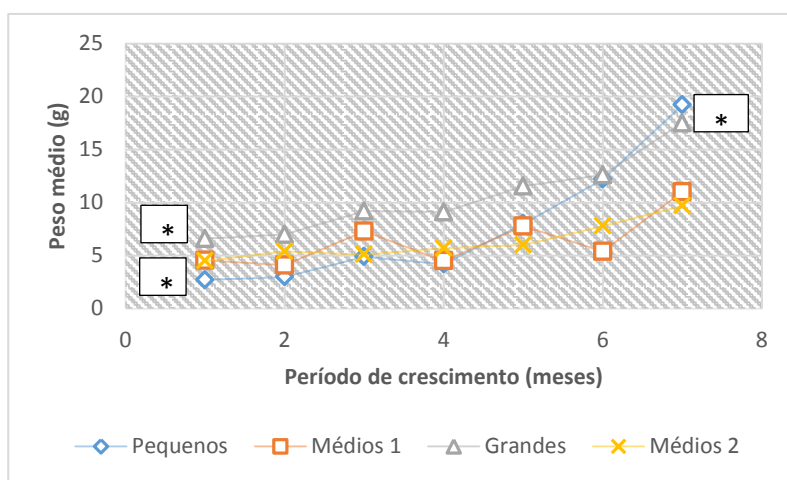 25
20
15
10
5
0
Peso médio (g)
*
*
*
0 2 4 6 8
Período de crescimento (meses)
Pequenos Médios 1 Grandes Médios 2